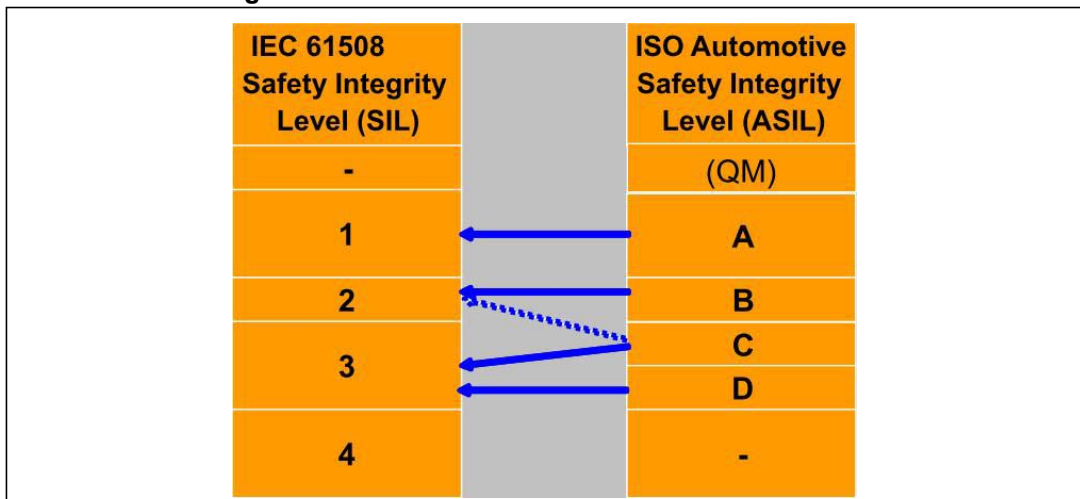 IEC 61508
Safety Integrity
Level (SIL)
ISO Automotive
Safety Integrity
Level (ASIL)
-
(QM)
1
A
2
B
3
C
D
4
-